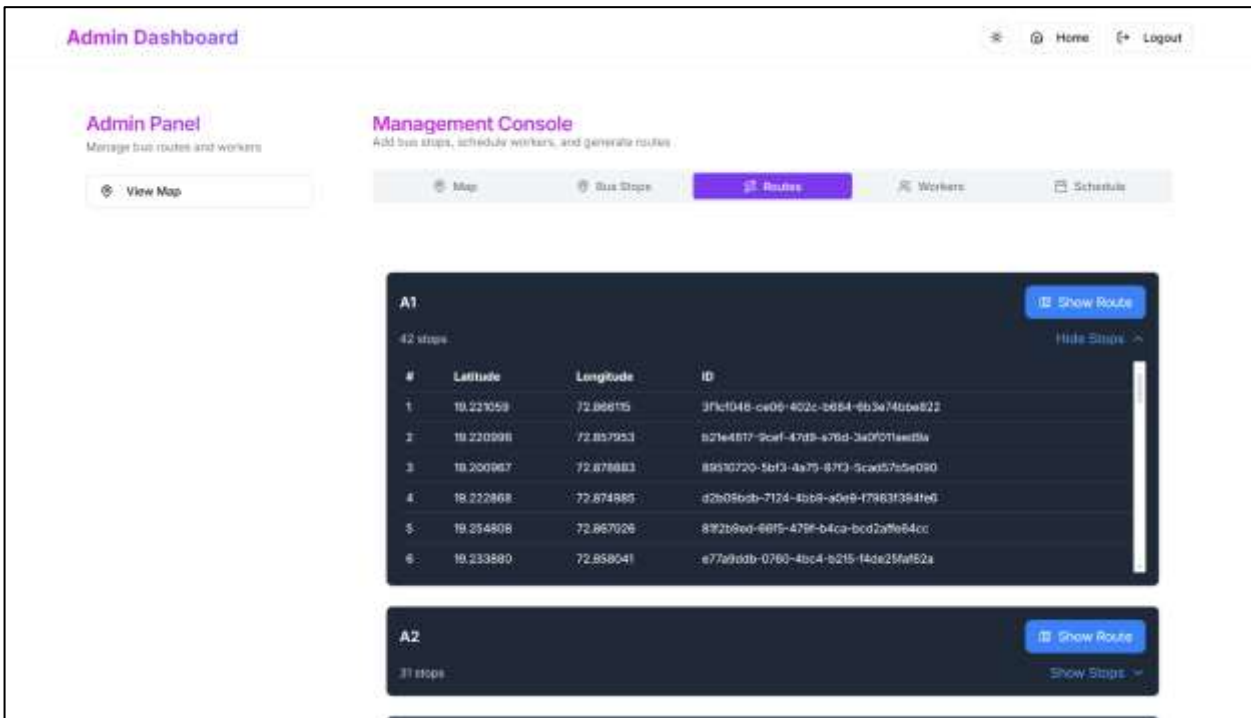 Admin Dashboard
Home
Logout
Admin Panel
Manage bus routes and workers
View Map
Management Console
Add bus stops, schedule workers, and generate routes
Map
Bus Stops
Routes
Workers
Schedule
A1
Show Route
42 stops
Hide Stops
# Latitude Longitude ID
1 19.221059 72.866115
2 19.220998 72.857953
3 19.200967 72.878883
4 19.222868 72.874985
5 19.254808 72.867026
6 19.233880 72.858041
A2
Show Route
31 stops
Show Stops